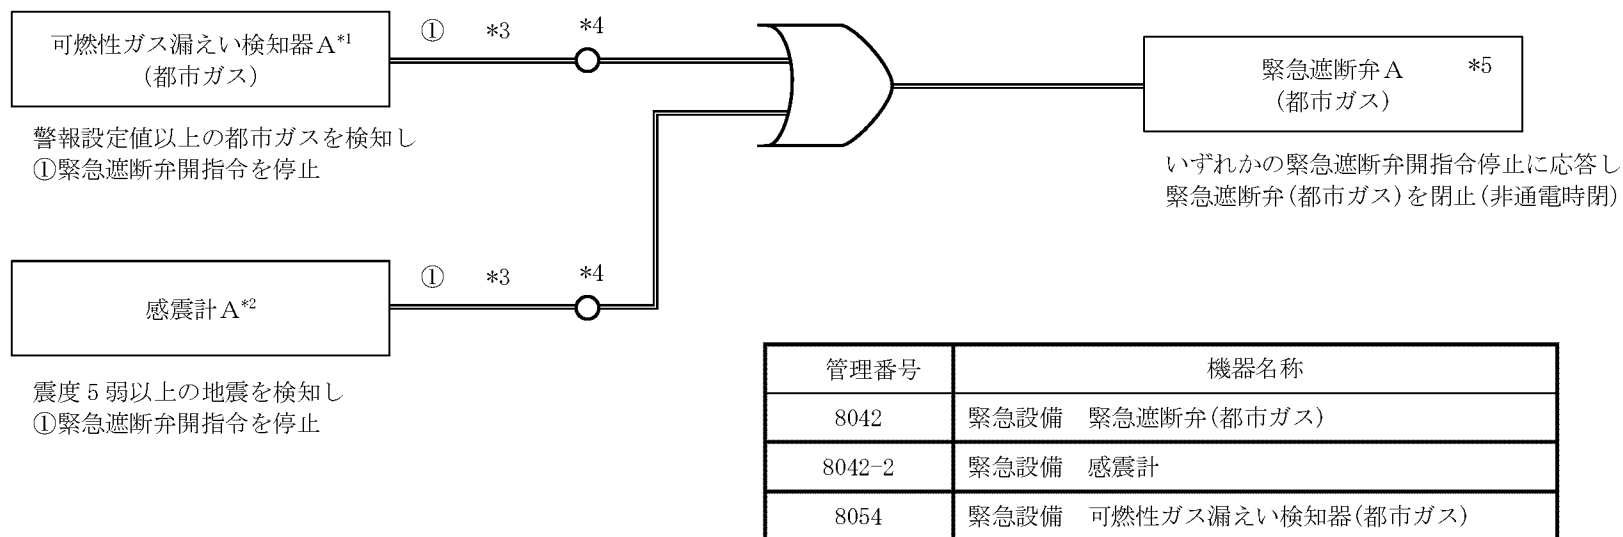 可燃性ガス漏えい検知器A*1
(都市ガス)
① *3 *4
警報設定値以上の都市ガスを検知し
①緊急遮断弁開指令を停止
緊急遮断弁A *5
(都市ガス)
いずれかの緊急遮断弁開指令停止に応答し
緊急遮断弁(都市ガス)を閉止(非通電時閉)
感震計A*2
① *3 *4
震度5弱以上の地震を検知し
①緊急遮断弁開指令を停止
管理番号 機器名称
8042 緊急設備 緊急遮断弁(都市ガス)
8042-2 緊急設備 感震計
8054 緊急設備 可燃性ガス漏えい検知器(都市ガス)